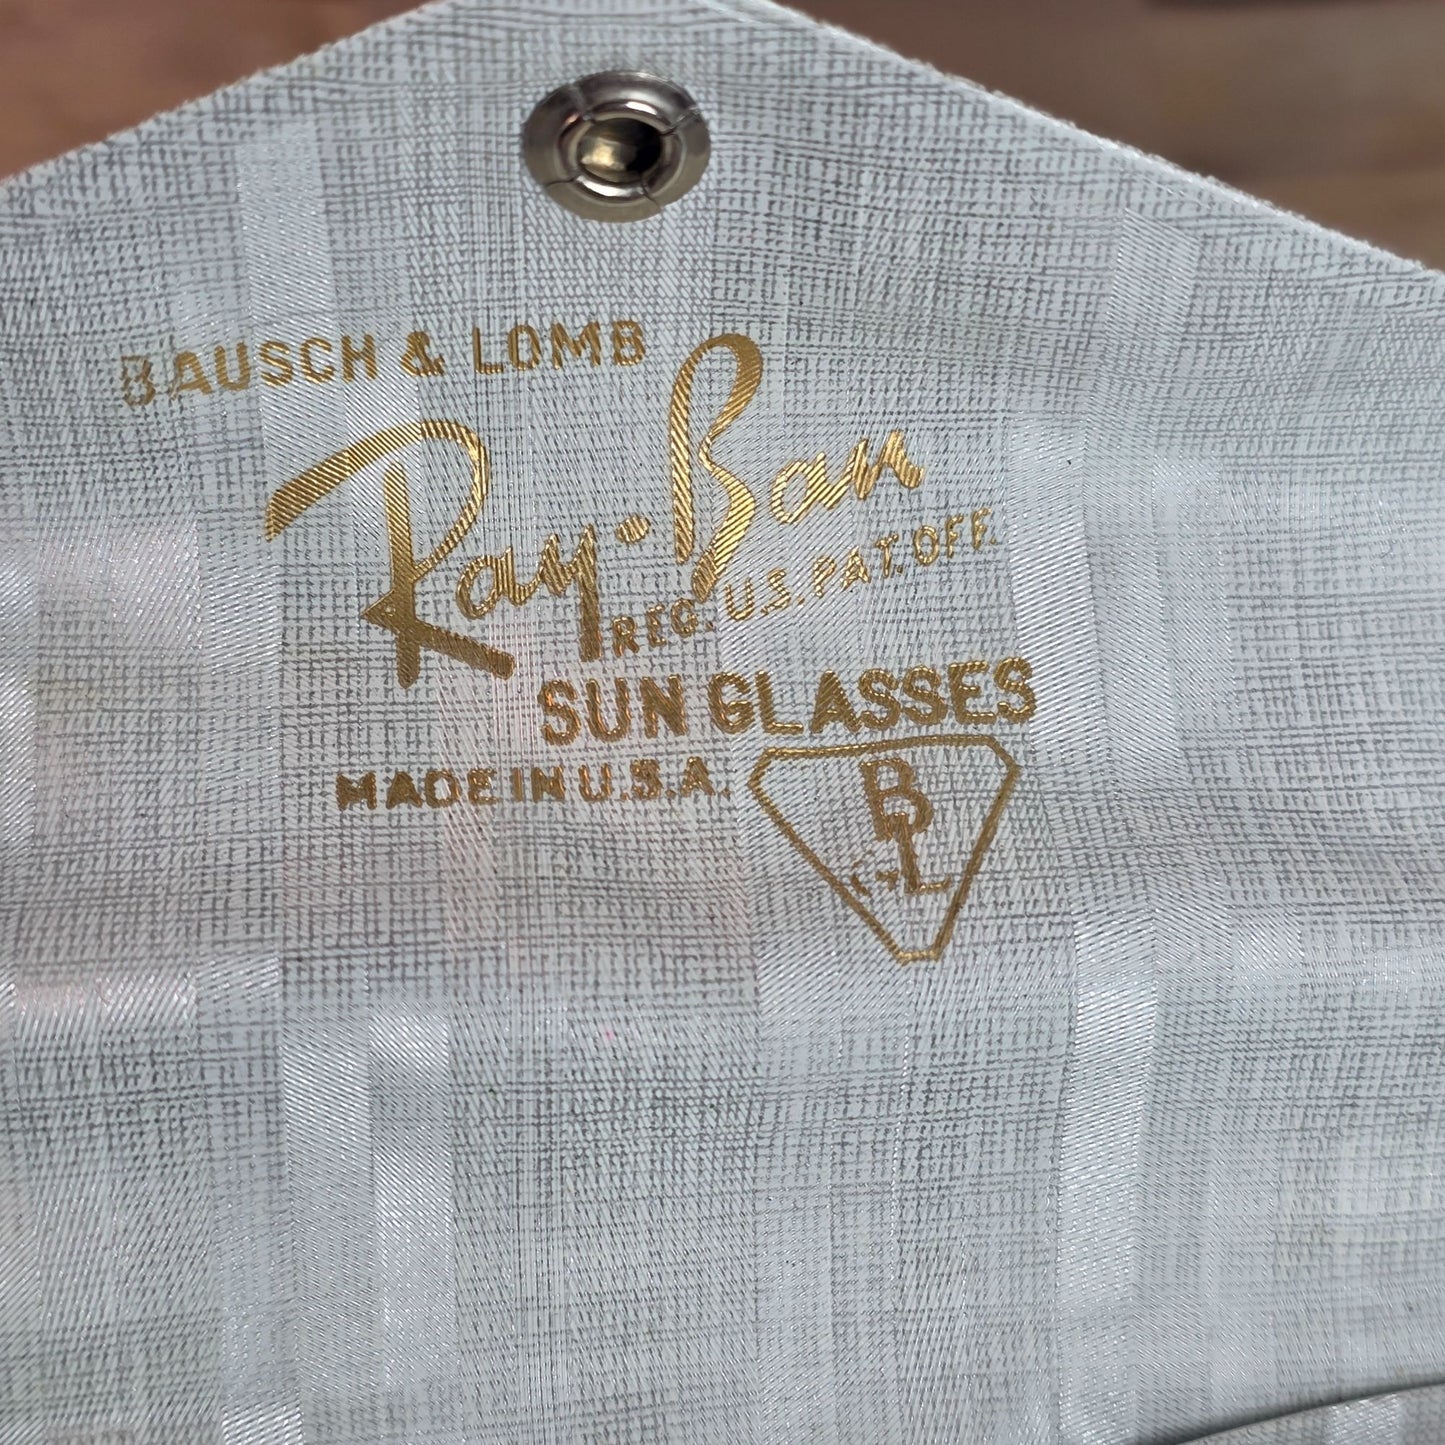 BAUSCH & LOMB
Ray-Ban
REG. U.S. PAT. OFF.
SUN GLASSES
MADE IN U.S.A.
B
L